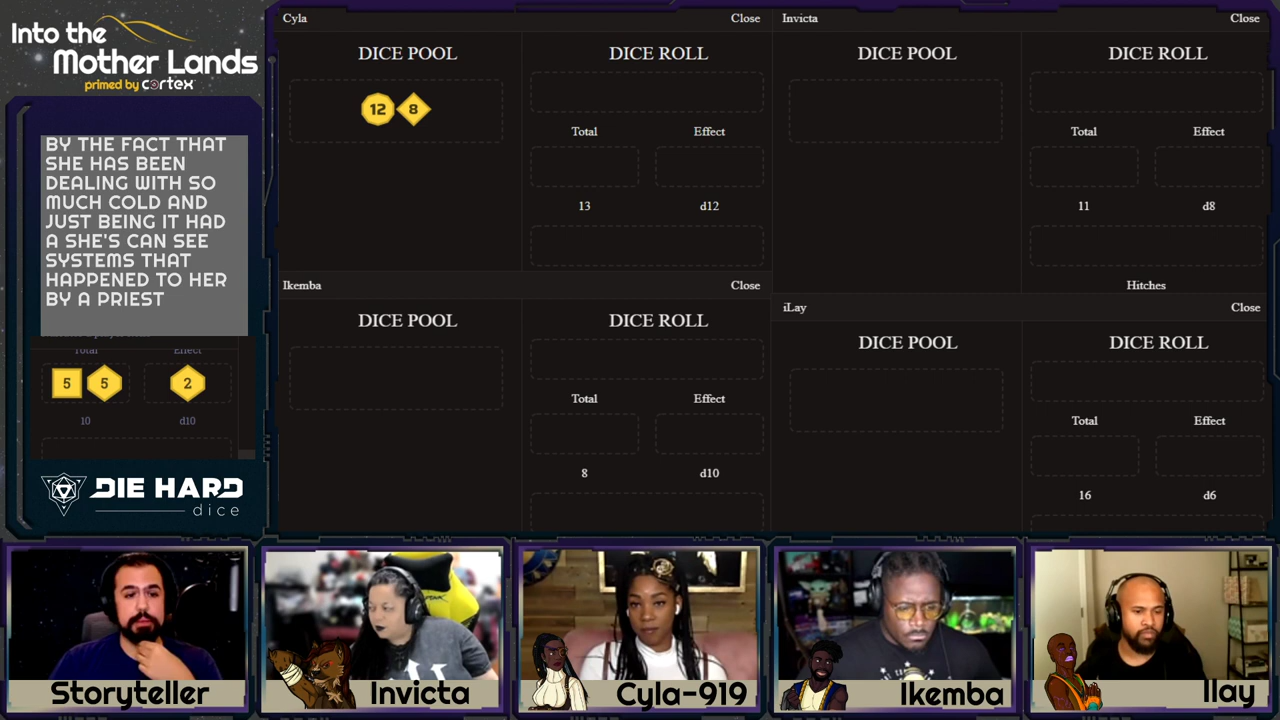 Into the
Mother Lands
primed by cortex
BY THE FACT THAT
SHE HAS BEEN
DEALING WITH SO
MUCH COLD AND
JUST BEING IT HAD
A SHE'S CAN SEE
SYSTEMS THAT
HAPPENED TO HER
BY A PRIEST
Total Effect
5 5 2
10 d10
DIE HARD
dice
Cyla Close
DICE POOL DICE ROLL
12 8
Total Effect
13 d12
Invicta Close
DICE POOL DICE ROLL
Total Effect
11 d8
Hitches
Ikemba Close
DICE POOL DICE ROLL
Total Effect
8 d10
iLay Close
DICE POOL DICE ROLL
Total Effect
16 d6
Storyteller
Invicta
Cyla-919
Ikemba
Ilay